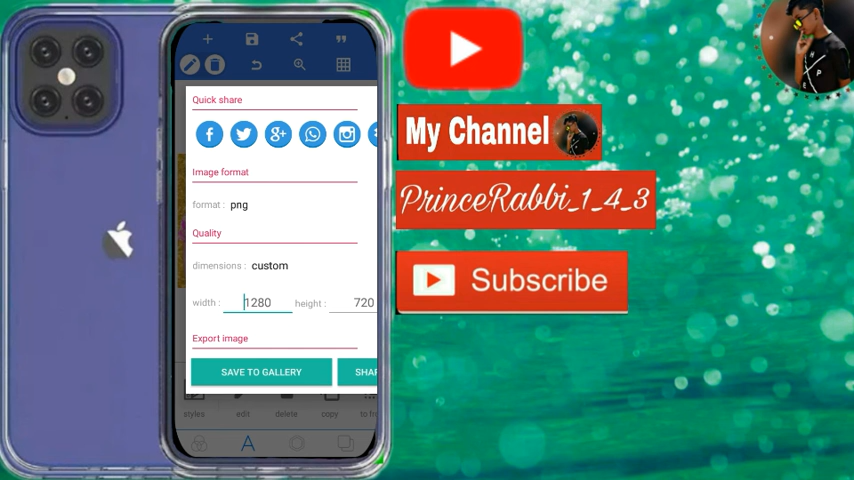 Quick share
Image format
format : png
Quality
dimensions : custom
width : 1280 height : 720
Export image
SAVE TO GALLERY
styles edit delete copy
My Channel
PrinceRabbi_1_4_3
Subscribe